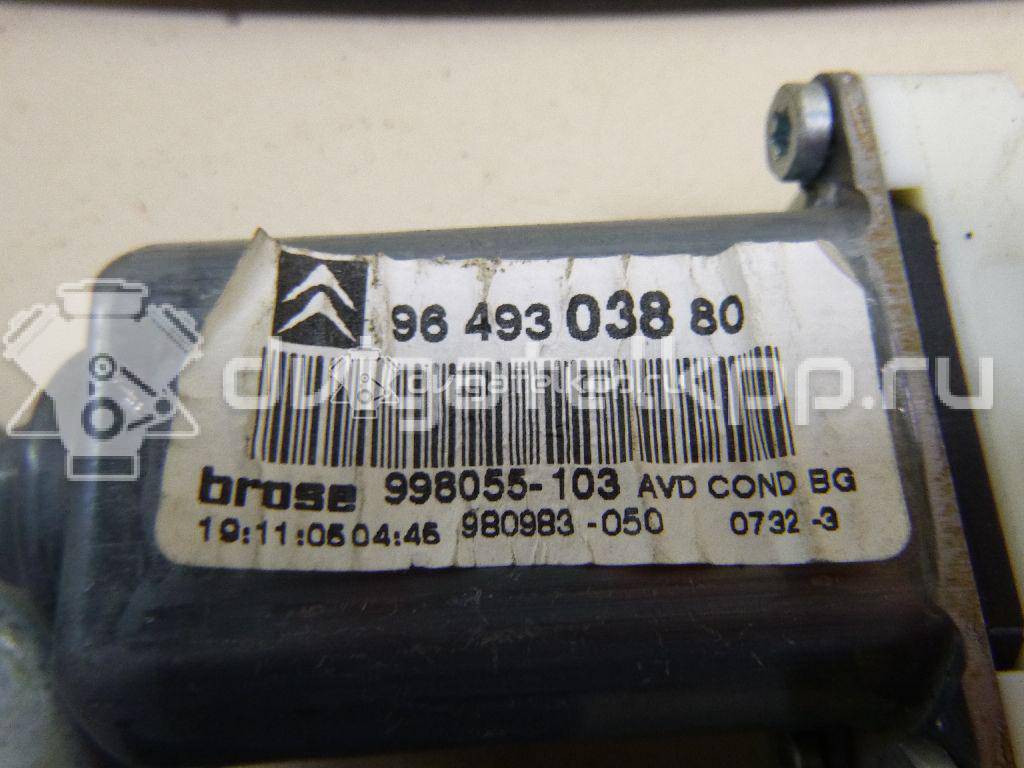 96 493 038 80
brose 998055-103 AVD COND BG
19:11:05 04:46 980983-050 0732-3
dvigatelkpp.ru